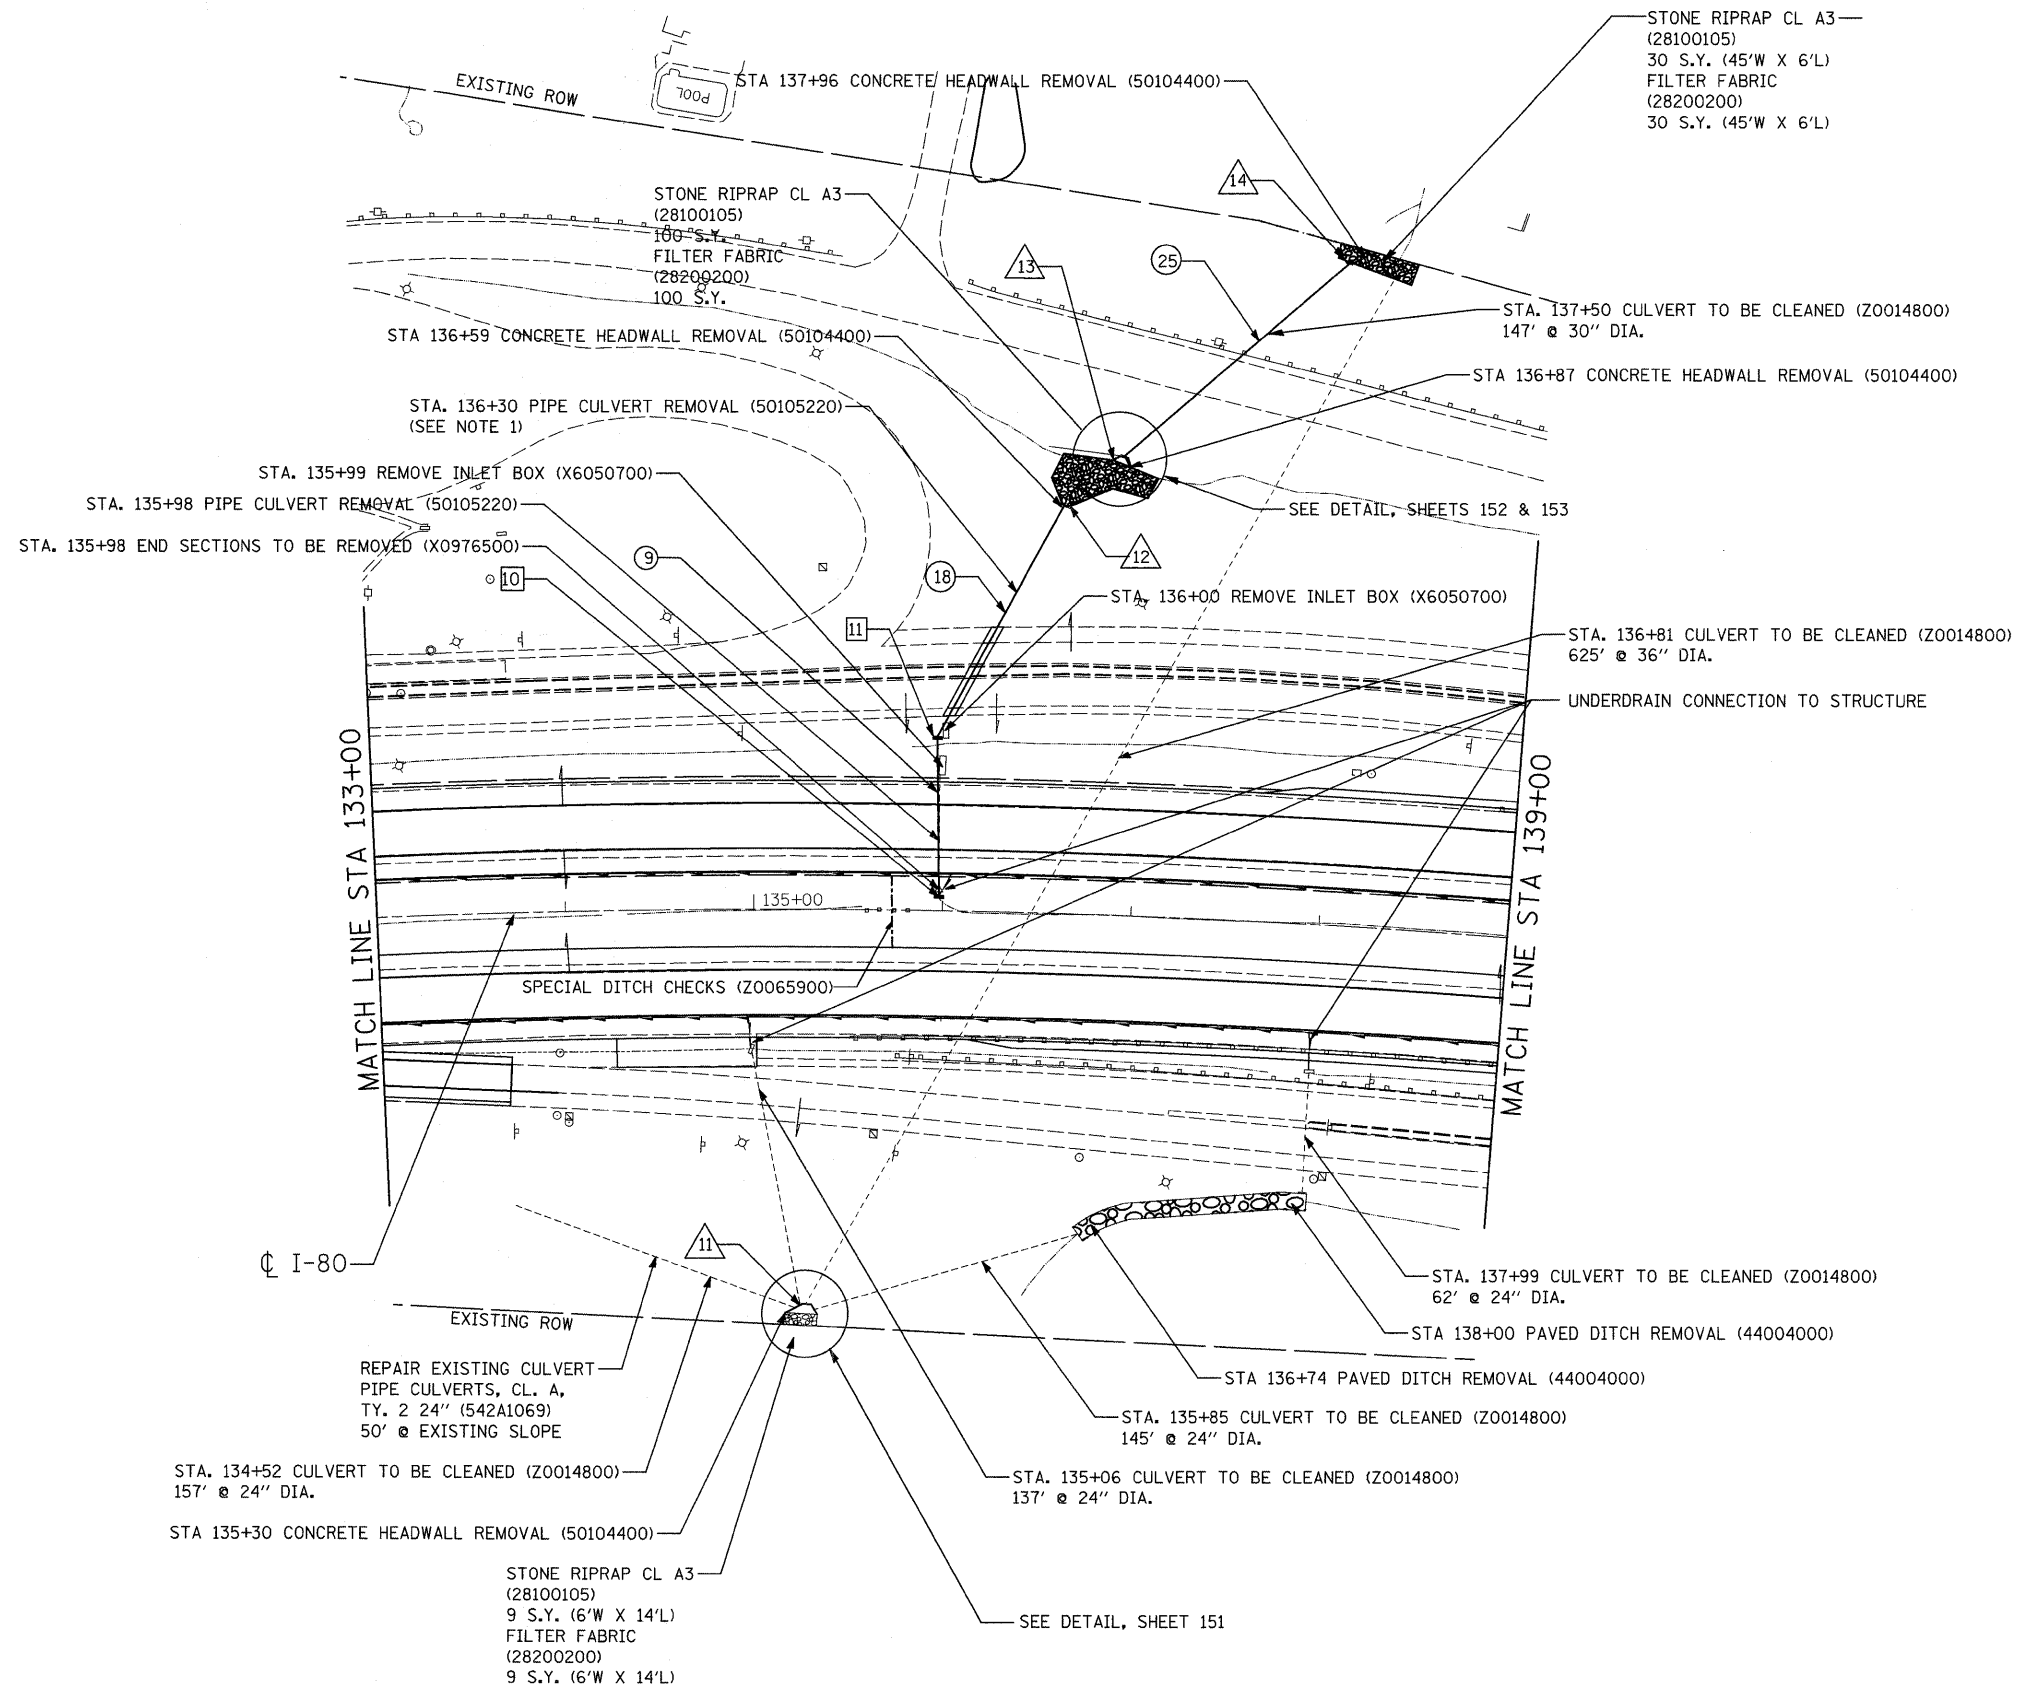 STONE RIPRAP CL A3
(28100105)
30 S.Y. (45'W X 6'L)
FILTER FABRIC
(28200200)
30 S.Y. (45'W X 6'L)
EXISTING ROW
POOL
STA 137+96 CONCRETE HEADWALL REMOVAL (50104400)
14
STONE RIPRAP CL A3
(28100105)
100 S.Y.
FILTER FABRIC
(28200200)
100 S.Y.
13
25
STA. 137+50 CULVERT TO BE CLEANED (Z0014800)
147' @ 30" DIA.
STA 136+59 CONCRETE HEADWALL REMOVAL (50104400)
STA 136+87 CONCRETE HEADWALL REMOVAL (50104400)
STA. 136+30 PIPE CULVERT REMOVAL (50105220)
(SEE NOTE 1)
STA. 135+99 REMOVE INLET BOX (X6050700)
STA. 135+98 PIPE CULVERT REMOVAL (50105220)
SEE DETAIL, SHEETS 152 & 153
STA. 135+98 END SECTIONS TO BE REMOVED (X0976500)
9
12
10
18
STA. 136+00 REMOVE INLET BOX (X6050700)
11
STA. 136+81 CULVERT TO BE CLEANED (Z0014800)
625' @ 36" DIA.
UNDERDRAIN CONNECTION TO STRUCTURE
MATCH LINE STA 133+00
MATCH LINE STA 139+00
135+00
SPECIAL DITCH CHECKS (Z0065900)
11
℄ I-80
STA. 137+99 CULVERT TO BE CLEANED (Z0014800)
62' @ 24" DIA.
EXISTING ROW
STA 138+00 PAVED DITCH REMOVAL (44004000)
REPAIR EXISTING CULVERT
PIPE CULVERTS, CL. A,
TY. 2 24" (542A1069)
50' @ EXISTING SLOPE
STA 136+74 PAVED DITCH REMOVAL (44004000)
STA. 135+85 CULVERT TO BE CLEANED (Z0014800)
145' @ 24" DIA.
STA. 134+52 CULVERT TO BE CLEANED (Z0014800)
157' @ 24" DIA.
STA. 135+06 CULVERT TO BE CLEANED (Z0014800)
137' @ 24" DIA.
STA 135+30 CONCRETE HEADWALL REMOVAL (50104400)
STONE RIPRAP CL A3
(28100105)
9 S.Y. (6'W X 14'L)
FILTER FABRIC
(28200200)
9 S.Y. (6'W X 14'L)
SEE DETAIL, SHEET 151